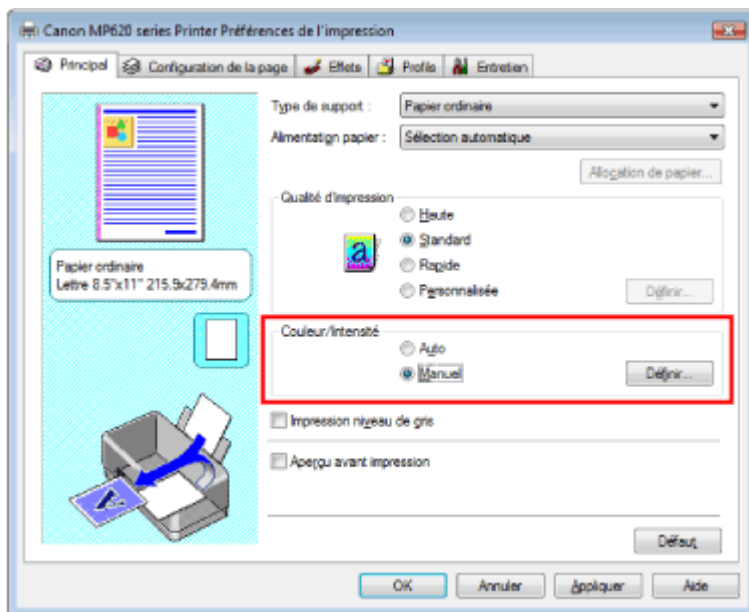 Canon MP620 series Printer Préférences de l'impression
Principal Configuration de la page Effets Profils Entretien
Type de support : Papier ordinaire
Alimentation papier : Sélection automatique
Allocation de papier...
Qualité d'impression
Haute
a Standard
Rapide
Personnalisée Définir...
Papier ordinaire
Lettre 8.5"x11" 215.9x279.4mm
Couleur/Intensité
Auto
Manuel Définir...
Impression niveau de gris
Aperçu avant impression
Défaut
OK Annuler Appliquer Aide